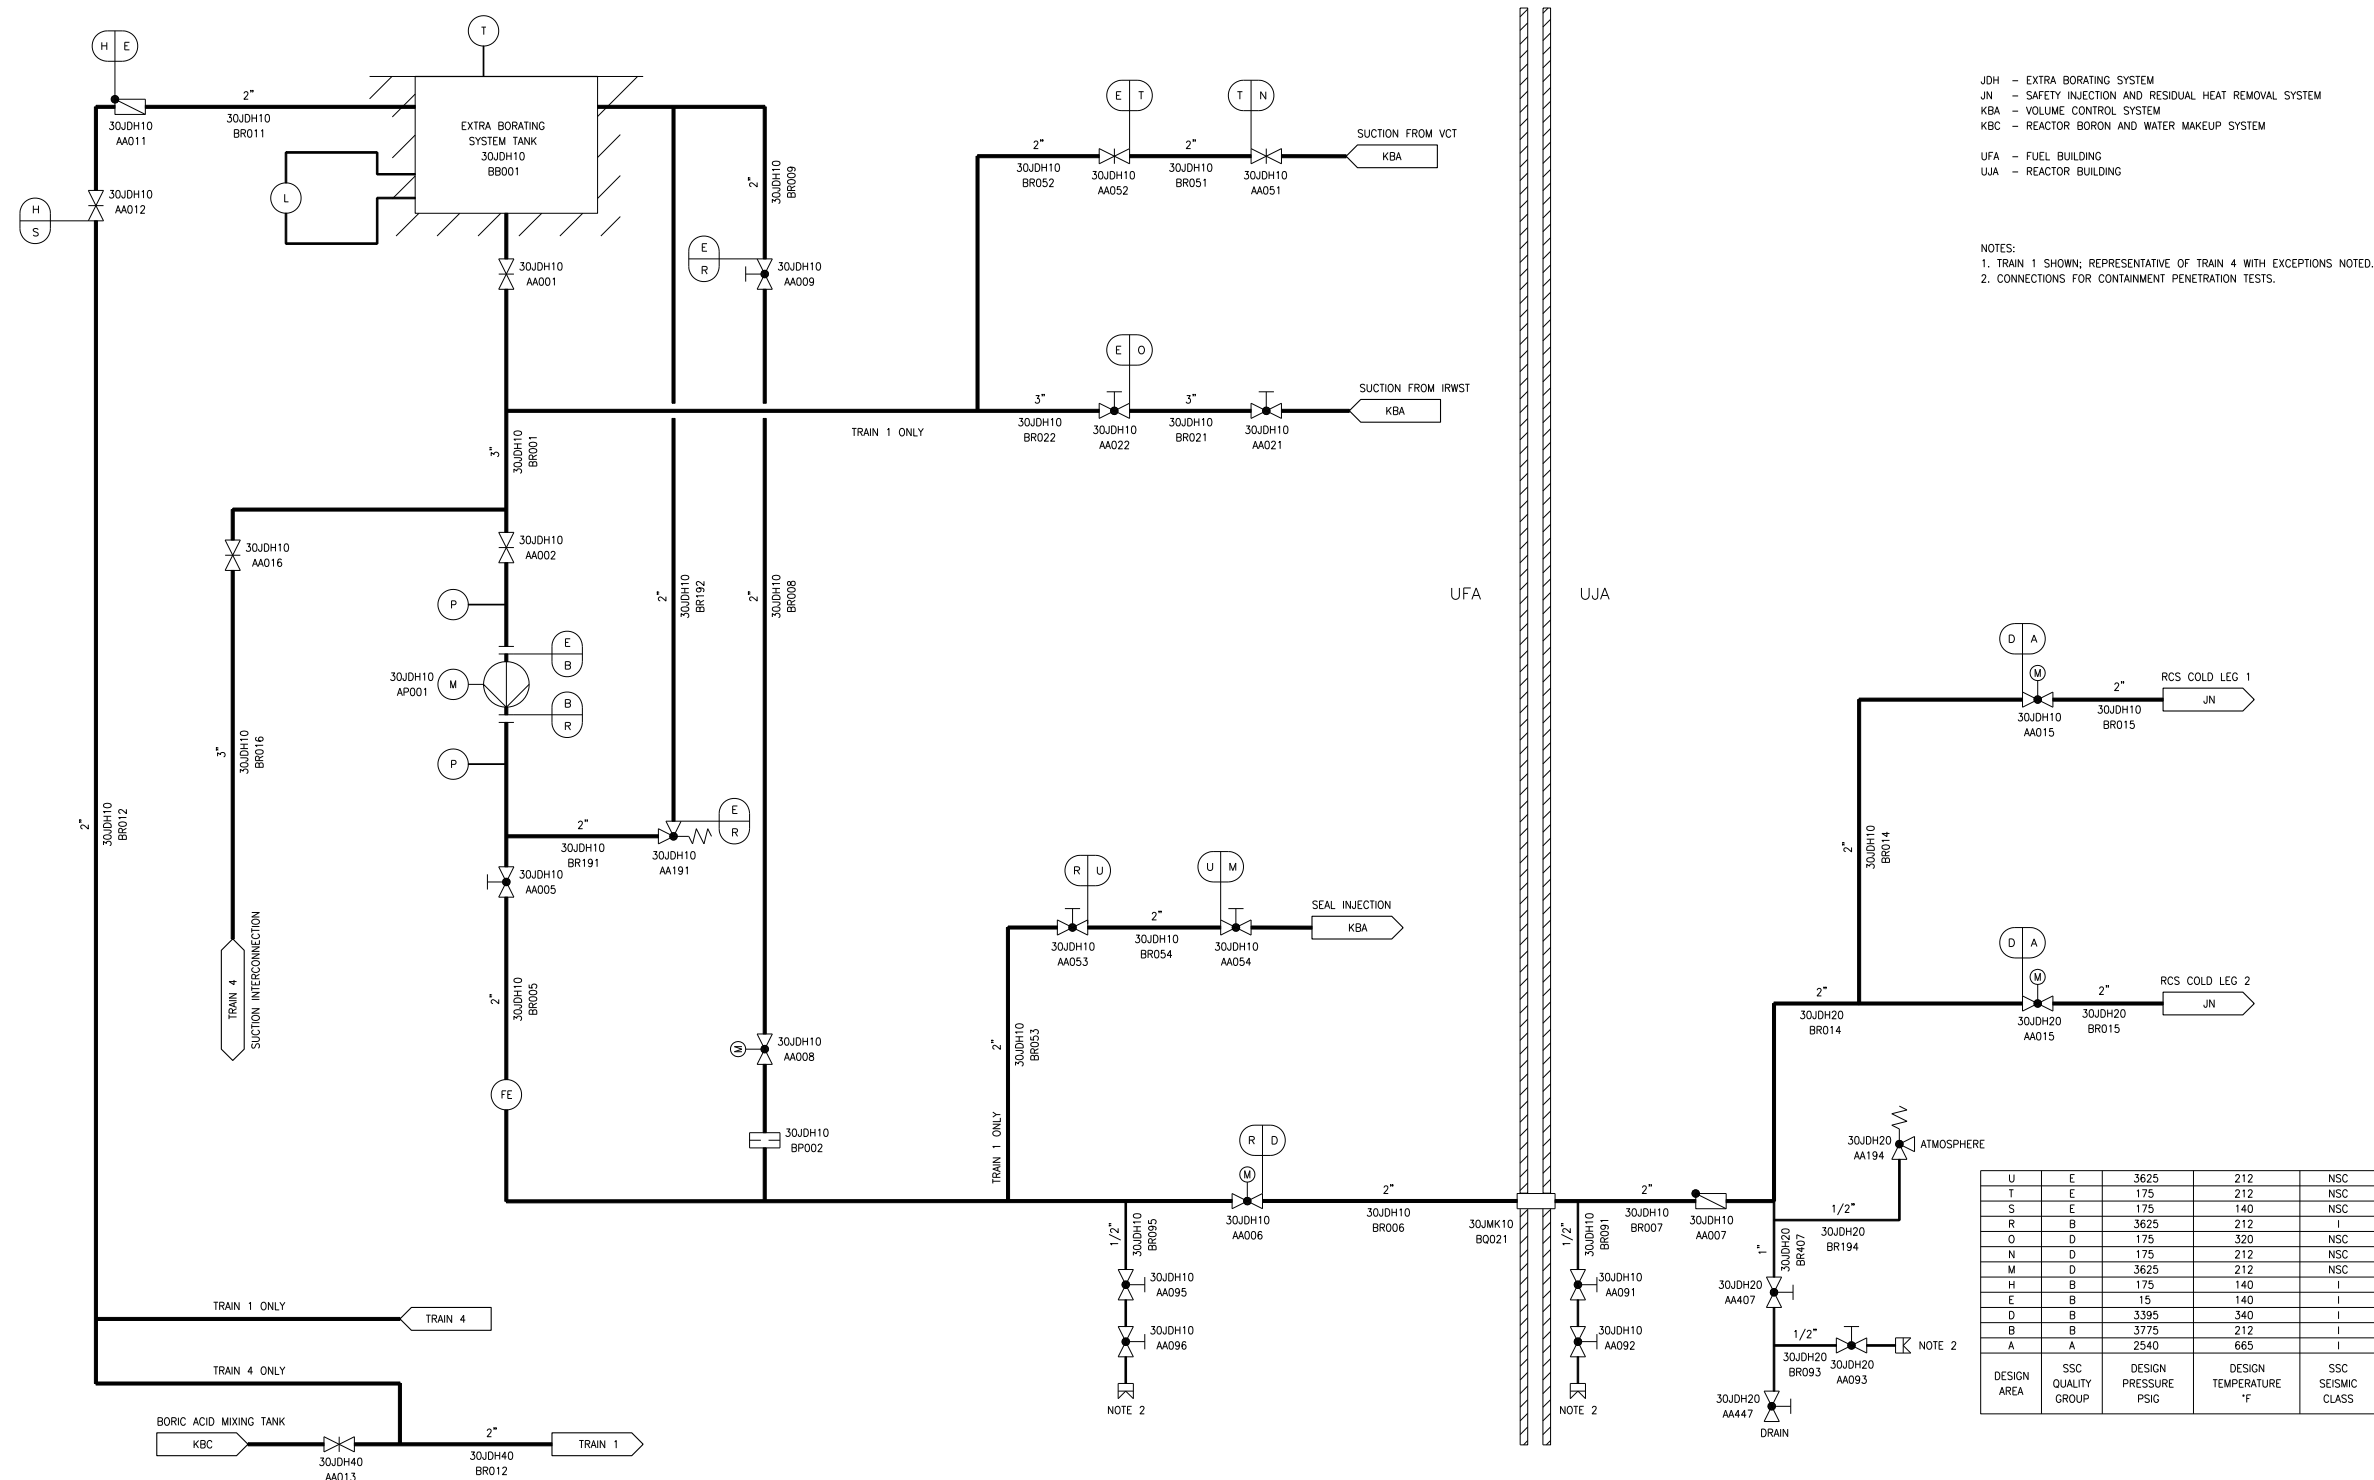 T
H E
2"
30JDH10
BR011
30JDH10
AA011
EXTRA BORATING
SYSTEM TANK
30JDH10
BB001
L
30JDH10
AA012
H
S
2"
30JDH10
BR009
E
R
30JDH10
AA009
30JDH10
AA001
E T
T N
2"
30JDH10
BR052
30JDH10
AA052
2"
30JDH10
BR051
30JDH10
AA051
SUCTION FROM VCT
KBA
E O
3"
30JDH10
BR022
30JDH10
AA022
3"
30JDH10
BR021
30JDH10
AA021
SUCTION FROM IRWST
KBA
TRAIN 1 ONLY
JDH – EXTRA BORATING SYSTEM
JN – SAFETY INJECTION AND RESIDUAL HEAT REMOVAL SYSTEM
KBA – VOLUME CONTROL SYSTEM
KBC – REACTOR BORON AND WATER MAKEUP SYSTEM
UFA – FUEL BUILDING
UJA – REACTOR BUILDING
NOTES:
1. TRAIN 1 SHOWN; REPRESENTATIVE OF TRAIN 4 WITH EXCEPTIONS NOTED.
2. CONNECTIONS FOR CONTAINMENT PENETRATION TESTS.
3"
30JDH10
BR001
30JDH10
AA016
30JDH10
AA002
P
E
B
30JDH10
AP001
M
B
R
P
2"
30JDH10
BR192
2"
30JDH10
BR008
3"
30JDH10
BR016
2"
30JDH10
BR012
2"
30JDH10
BR191
30JDH10
AA191
E
R
30JDH10
AA005
TRAIN 4
SUCTION INTERCONNECTION
2"
30JDH10
BR005
FE
M
30JDH10
AA008
30JDH10
BP002
UFA
UJA
R U
U M
30JDH10
AA053
2"
30JDH10
BR054
30JDH10
AA054
SEAL INJECTION
KBA
2"
30JDH10
BR053
TRAIN 1 ONLY
R D
M
30JDH10
AA006
2"
30JDH10
BR006
30JMK10
BQ021
1/2"
30JDH10
BR095
30JDH10
AA095
30JDH10
AA096
NOTE 2
1/2"
30JDH10
BR091
30JDH10
AA091
30JDH10
AA092
NOTE 2
2"
30JDH10
BR007
30JDH10
AA007
D A
M
30JDH10
AA015
2"
30JDH10
BR015
RCS COLD LEG 1
JN
2"
30JDH10
BR014
D A
M
2"
30JDH20
BR014
30JDH20
AA015
2"
30JDH20
BR015
RCS COLD LEG 2
JN
30JDH20
AA194
ATMOSPHERE
1/2"
30JDH20
BR194
1"
30JDH20
BR407
30JDH20
AA407
1/2"
30JDH20
BR093
30JDH20
AA093
NOTE 2
30JDH20
AA447
DRAIN
TRAIN 1 ONLY
TRAIN 4
TRAIN 4 ONLY
BORIC ACID MIXING TANK
KBC
30JDH40
AA013
2"
30JDH40
BR012
TRAIN 1
U E 3625 212 NSC
T E 175 212 NSC
S E 175 140 NSC
R B 3625 212 I
O D 175 320 NSC
N D 175 212 NSC
M D 3625 212 NSC
H B 175 140 I
E B 15 140 I
D B 3395 340 I
B B 3775 212 I
A A 2540 665 I
DESIGN AREA
SSC QUALITY GROUP
DESIGN PRESSURE PSIG
DESIGN TEMPERATURE °F
SSC SEISMIC CLASS